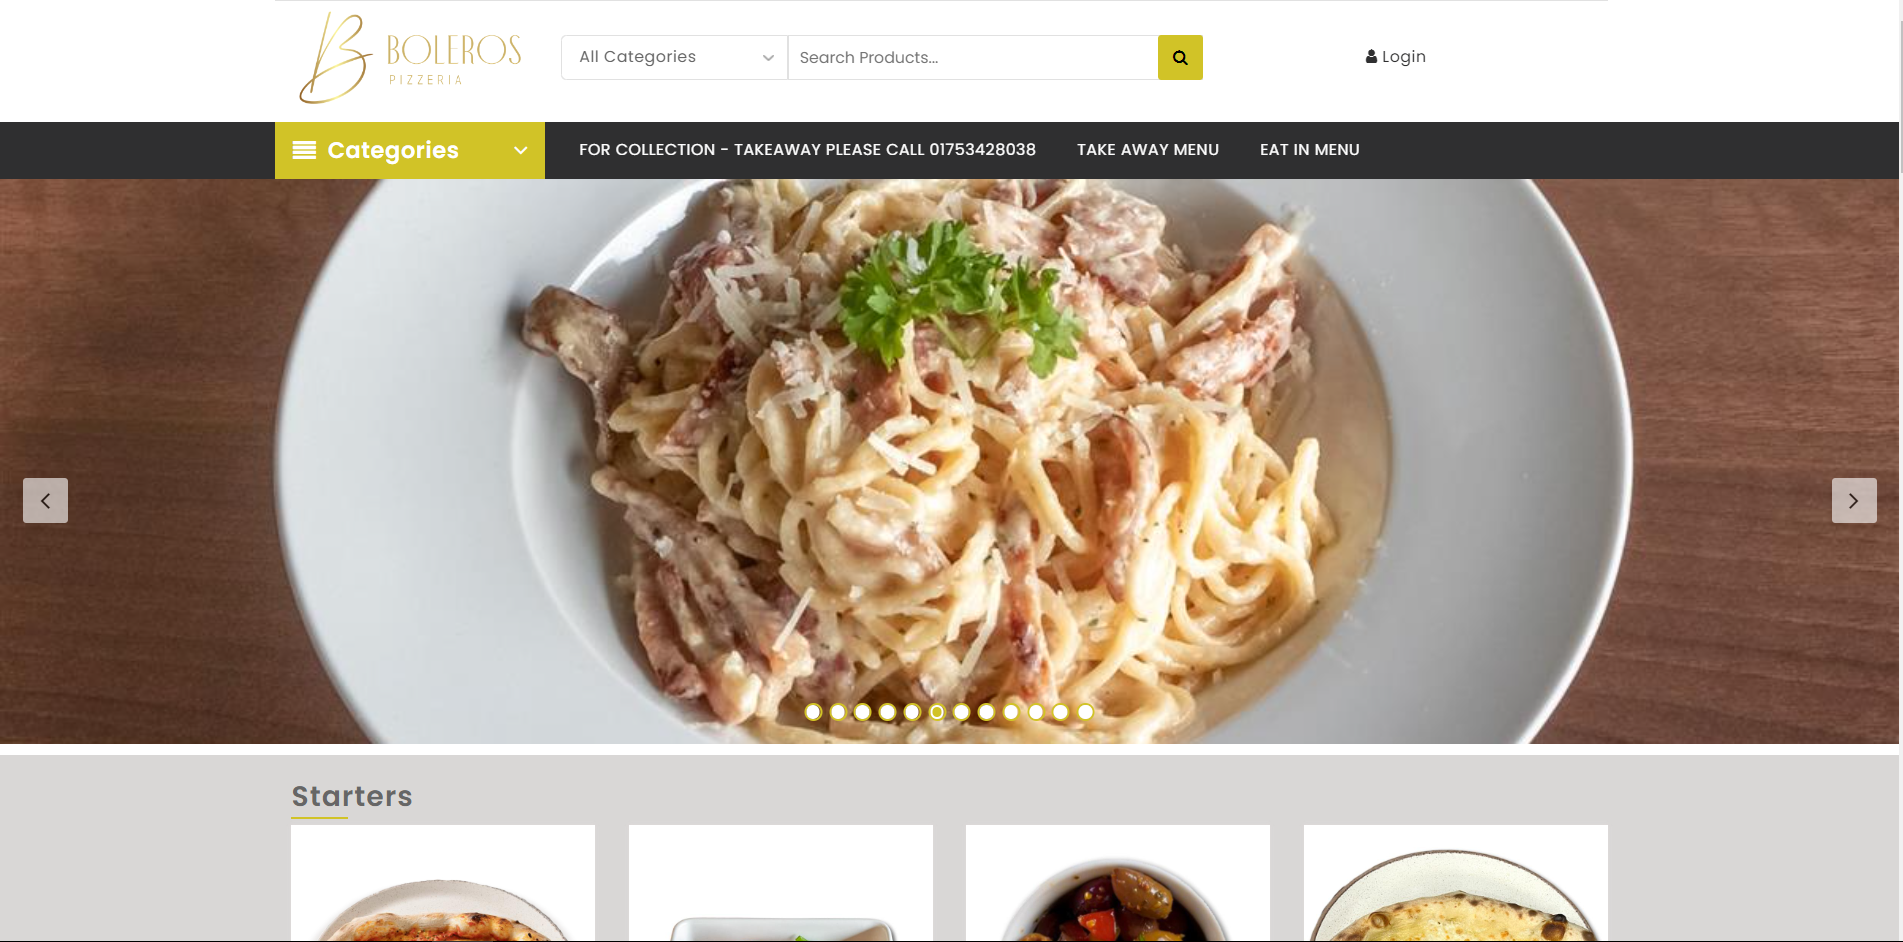 BOLEROS
PIZZERIA
All Categories
Search Products...
Login
Categories
FOR COLLECTION - TAKEAWAY PLEASE CALL 01753428038
TAKE AWAY MENU
EAT IN MENU
Starters